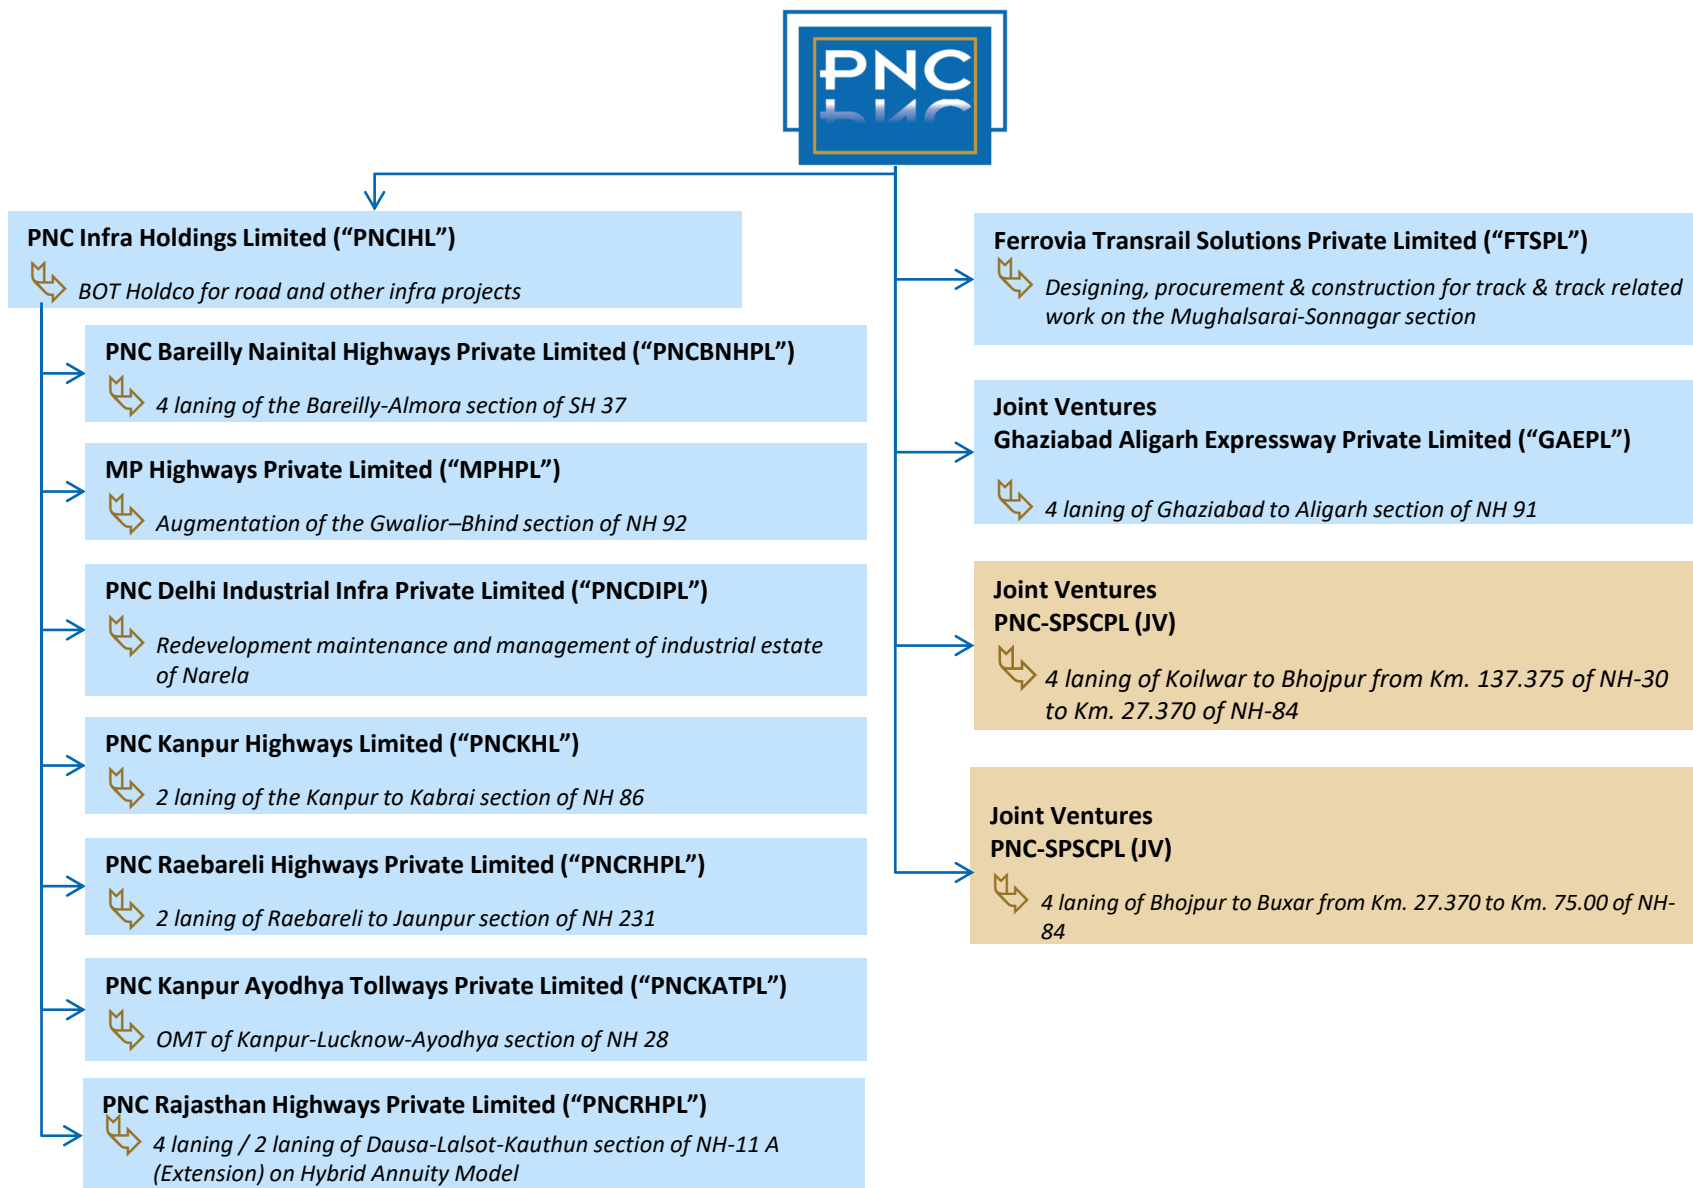 PNC
PNC Infra Holdings Limited (“PNCIHL”)
BOT Holdco for road and other infra projects
PNC Bareilly Nainital Highways Private Limited (“PNCBNHPL”)
4 laning of the Bareilly-Almora section of SH 37
MP Highways Private Limited (“MPHPL”)
Augmentation of the Gwalior–Bhind section of NH 92
PNC Delhi Industrial Infra Private Limited (“PNCDIPL”)
Redevelopment maintenance and management of industrial estate
of Narela
PNC Kanpur Highways Limited (“PNCKHL”)
2 laning of the Kanpur to Kabrai section of NH 86
PNC Raebareli Highways Private Limited (“PNCRHPL”)
2 laning of Raebareli to Jaunpur section of NH 231
PNC Kanpur Ayodhya Tollways Private Limited (“PNCKATPL”)
OMT of Kanpur-Lucknow-Ayodhya section of NH 28
PNC Rajasthan Highways Private Limited (“PNCRHPL”)
4 laning / 2 laning of Dausa-Lalsot-Kauthun section of NH-11 A
(Extension) on Hybrid Annuity Model
Ferrovia Transrail Solutions Private Limited (“FTSPL”)
Designing, procurement & construction for track & track related
work on the Mughalsarai-Sonnagar section
Joint Ventures
Ghaziabad Aligarh Expressway Private Limited (“GAEPL”)
4 laning of Ghaziabad to Aligarh section of NH 91
Joint Ventures
PNC-SPSCPL (JV)
4 laning of Koilwar to Bhojpur from Km. 137.375 of NH-30
to Km. 27.370 of NH-84
Joint Ventures
PNC-SPSCPL (JV)
4 laning of Bhojpur to Buxar from Km. 27.370 to Km. 75.00 of NH-
84